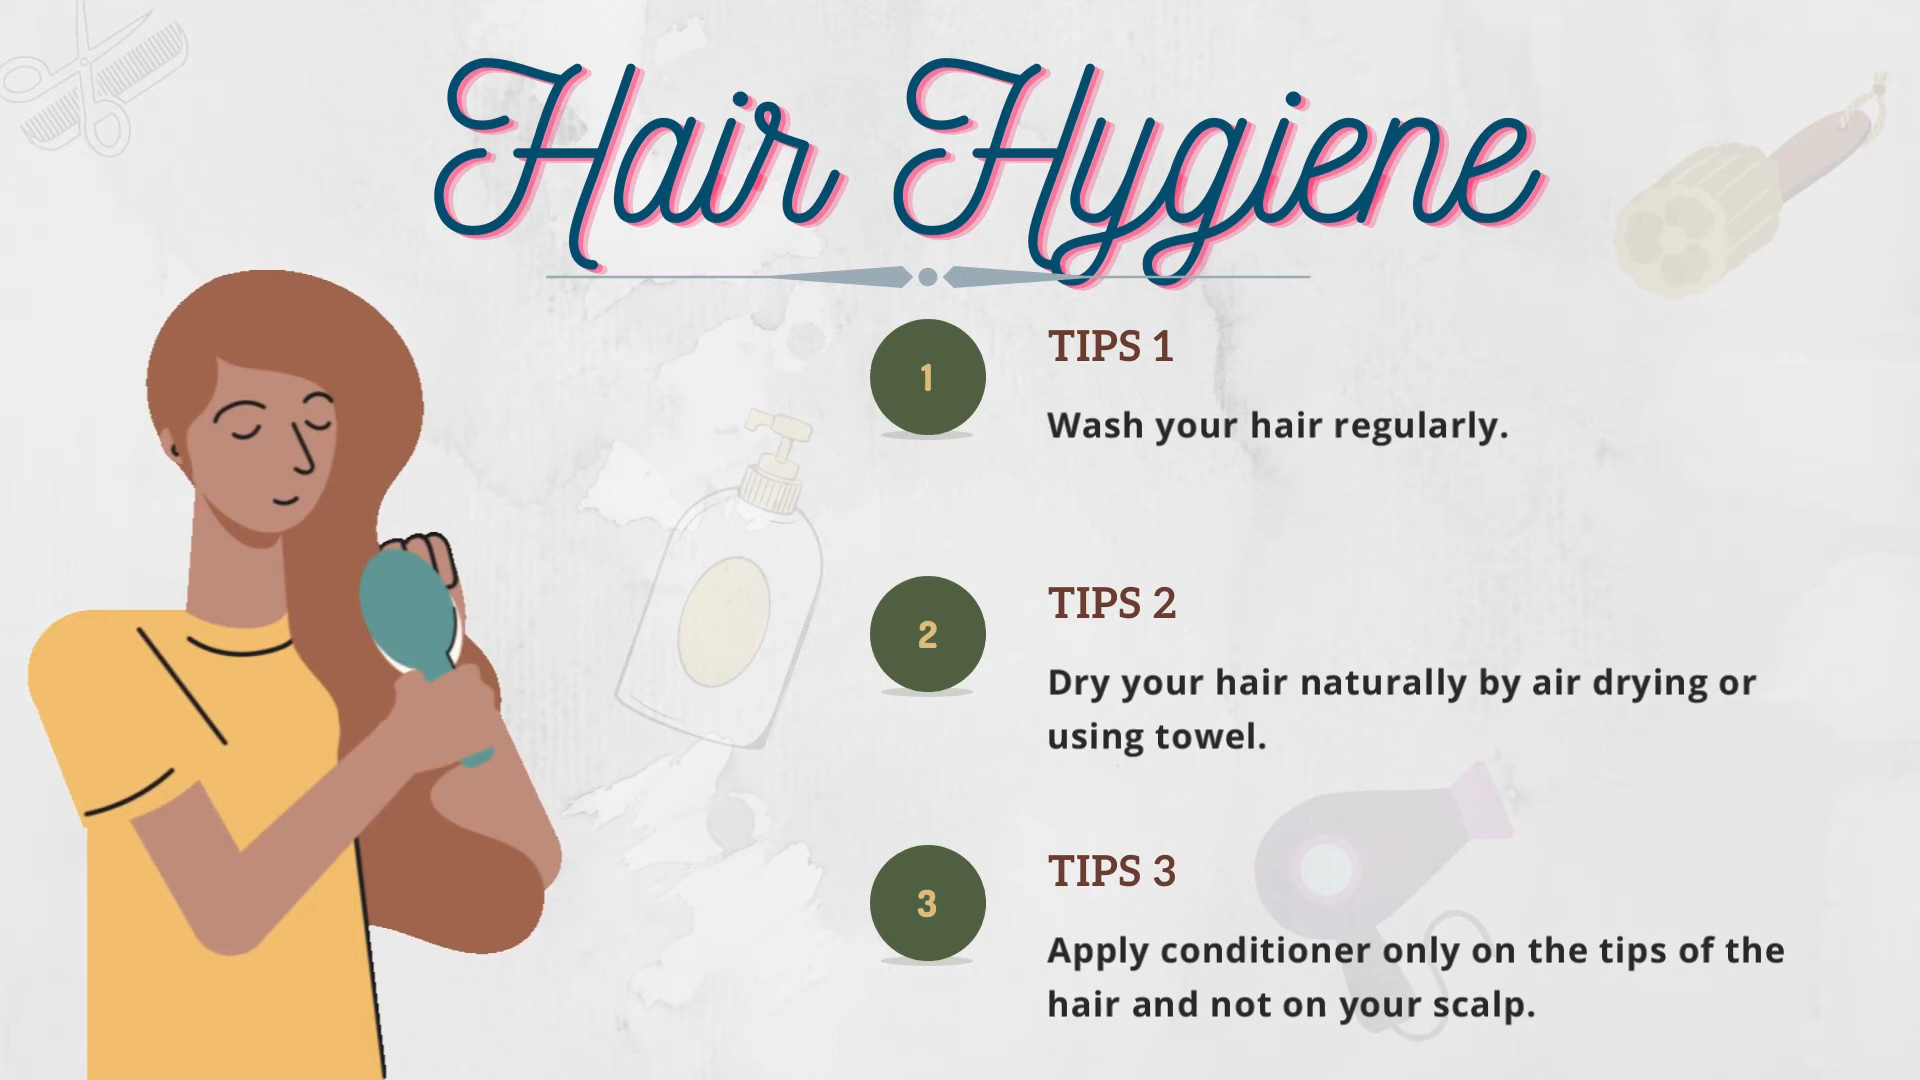 Hair Hygiene
1
TIPS 1
Wash your hair regularly.
2
TIPS 2
Dry your hair naturally by air drying or
using towel.
3
TIPS 3
Apply conditioner only on the tips of the
hair and not on your scalp.